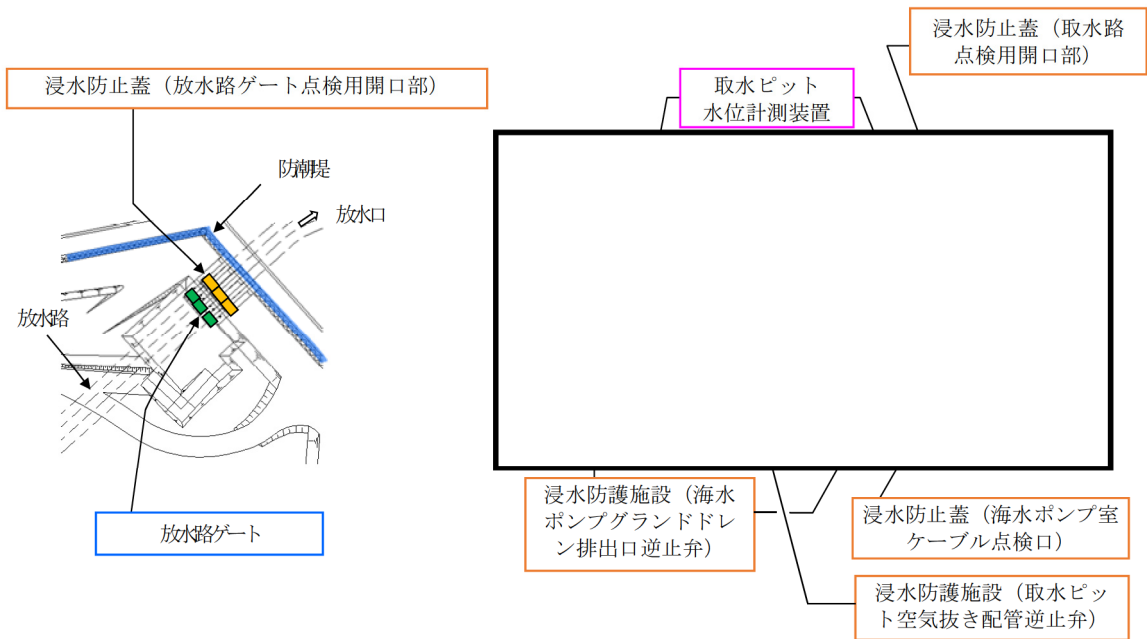 浸水防止蓋（取水路
点検用開口部）
浸水防止蓋（放水路ゲート点検用開口部）
取水ピット
水位計測装置
防潮堤
放水口
放水路
放水路ゲート
浸水防護施設（海水
ポンプグランドドレ
ン排出口逆止弁）
浸水防止蓋（海水ポンプ室
ケーブル点検口）
浸水防護施設（取水ピッ
ト空気抜き配管逆止弁）